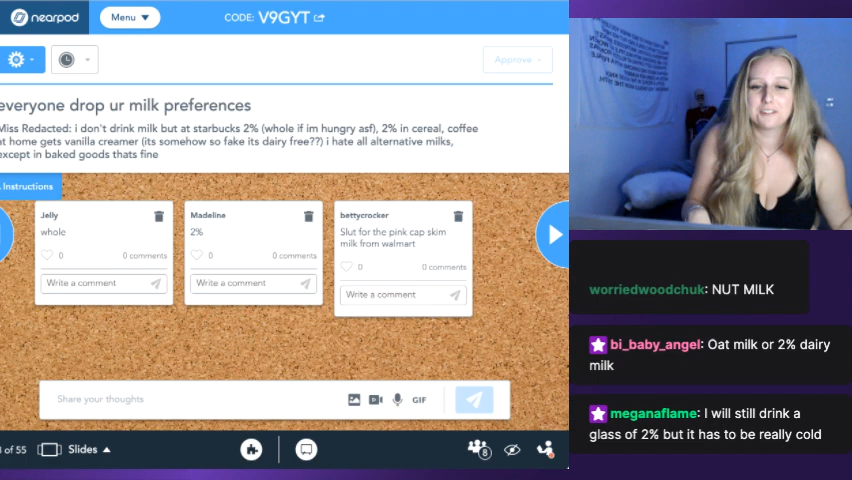 nearpod
Menu
CODE: V9GYT
Approve
everyone drop ur milk preferences
Miss Redacted: i don't drink milk but at starbucks 2% (whole if im hungry asf), 2% in cereal, coffee
at home gets vanilla creamer (its somehow so fake its dairy free??) i hate all alternative milks,
except in baked goods thats fine
Instructions
Jelly
whole
0
0 comments
Write a comment
Madeline
2%
0
0 comments
Write a comment
bettycrocker
Slut for the pink cap skim
milk from walmart
0
0 comments
Write a comment
Share your thoughts
GIF
of 55
Slides
8
worriedwoodchuk: NUT MILK
bi_baby_angel: Oat milk or 2% dairy
milk
meganaflame: I will still drink a
glass of 2% but it has to be really cold